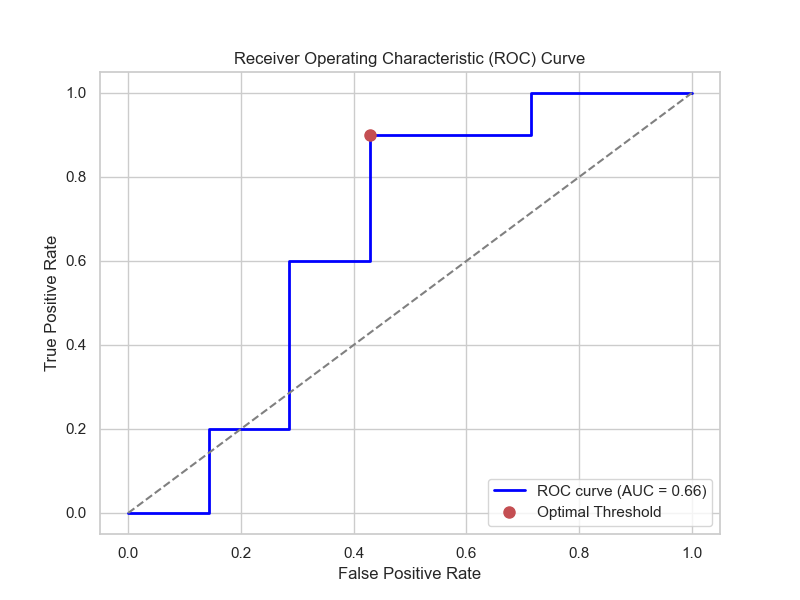 Receiver Operating Characteristic (ROC) Curve
True Positive Rate
1.0
0.8
0.6
0.4
0.2
0.0
ROC curve (AUC = 0.66)
Optimal Threshold
0.0 0.2 0.4 0.6 0.8 1.0
False Positive Rate